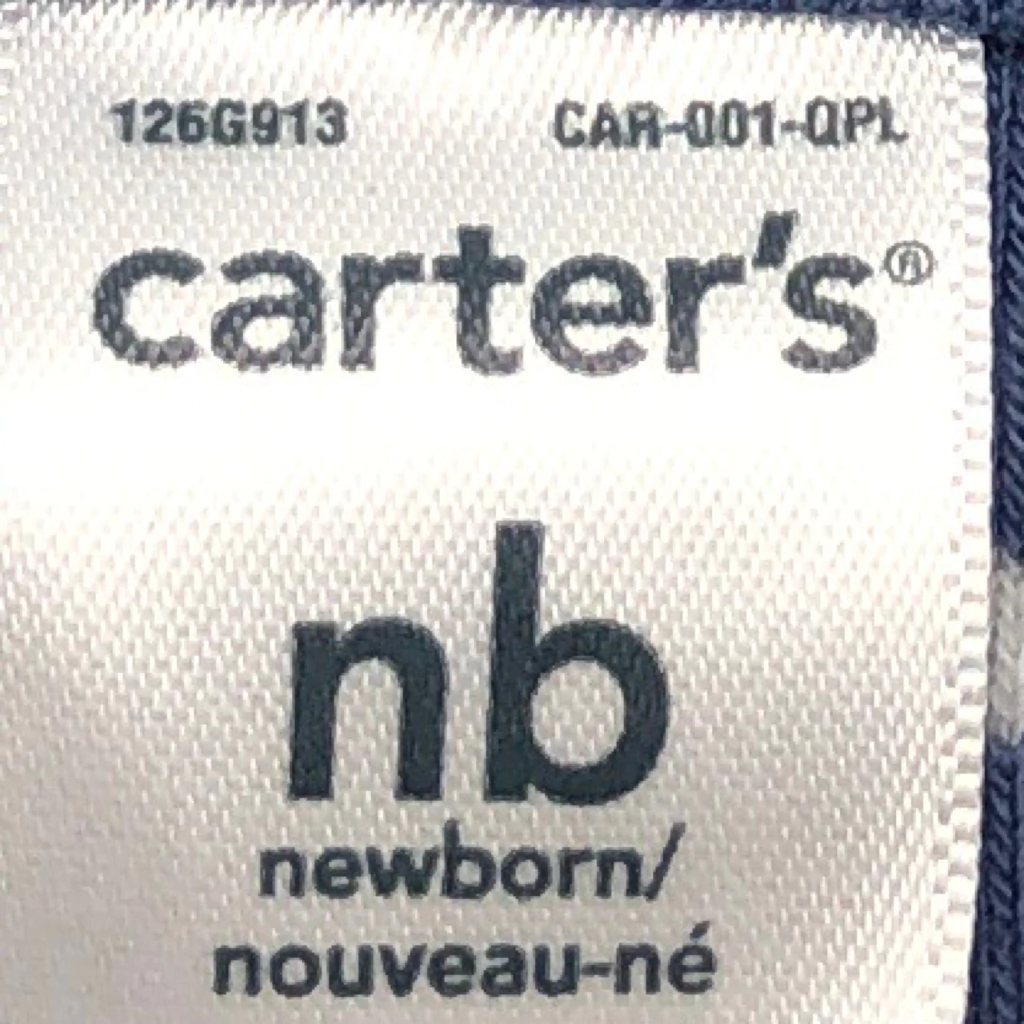 126G913 CAR-001-QPL
carter's®
nb
newborn/
nouveau-né